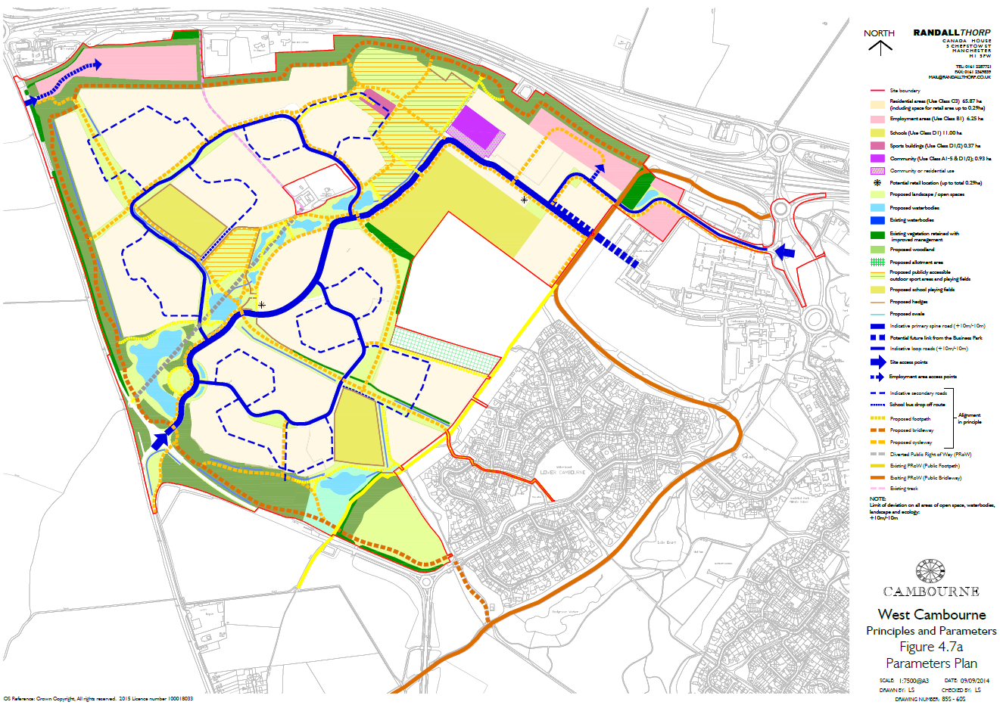 NORTH
RANDALLTHORP
CANADA HOUSE
3 CHEPSTOW ST
MANCHESTER
M1 5FW
TEL: 0161 2287721
FAX: 0161 2369839
MAIL@RANDALLTHORP.CO.UK
Site boundary
Residential areas (Use Class C3) 65.87 ha
(including space for retail area up to 0.29ha)
Employment areas (Use Class B1) 6.25 ha
Schools (Use Class D1) 11.00 ha
Sports buildings (Use Class D1/2) 0.37 ha
Community (Use Class A1-5 & D1/2); 0.93 ha
Community or residential use
Potential retail location (up to total 0.29ha)
Proposed landscape / open spaces
Proposed waterbodies
Existing waterbodies
Existing vegetation retained with
improved management
Proposed woodland
Proposed allotment area
Proposed publicly accessible
outdoor sport areas and playing fields
Proposed school playing fields
Proposed hedges
Proposed swale
Indicative primary spine road (+10m/-10m)
Potential future link from the Business Park
Indicative loop roads (+10m/-10m)
Site access points
Employment area access points
Indicative secondary roads
School bus drop off route
Proposed footpath
Proposed bridleway
Proposed cycleway
Alignment
in principle
Diverted Public Right of Way (PRoW)
Existing PRoW (Public Footpath)
Exsiting PRoW (Public Bridleway)
Existing track
NOTE:
Limit of deviation on all areas of open space, waterbodies,
landscape and ecology:
+10m/-10m
LOWER CAMBOURNE
CAMBOURNE
West Cambourne
Principles and Parameters
Figure 4.7a
Parameters Plan
SCALE: 1:7500@A3 DATE: 09/09/2014
DRAWN BY: LS CHECKED BY: LS
DRAWING NUMBER: 855 - 60S
OS Reference: Crown Copyright, All rights reserved. 2015 Licence number 100018033